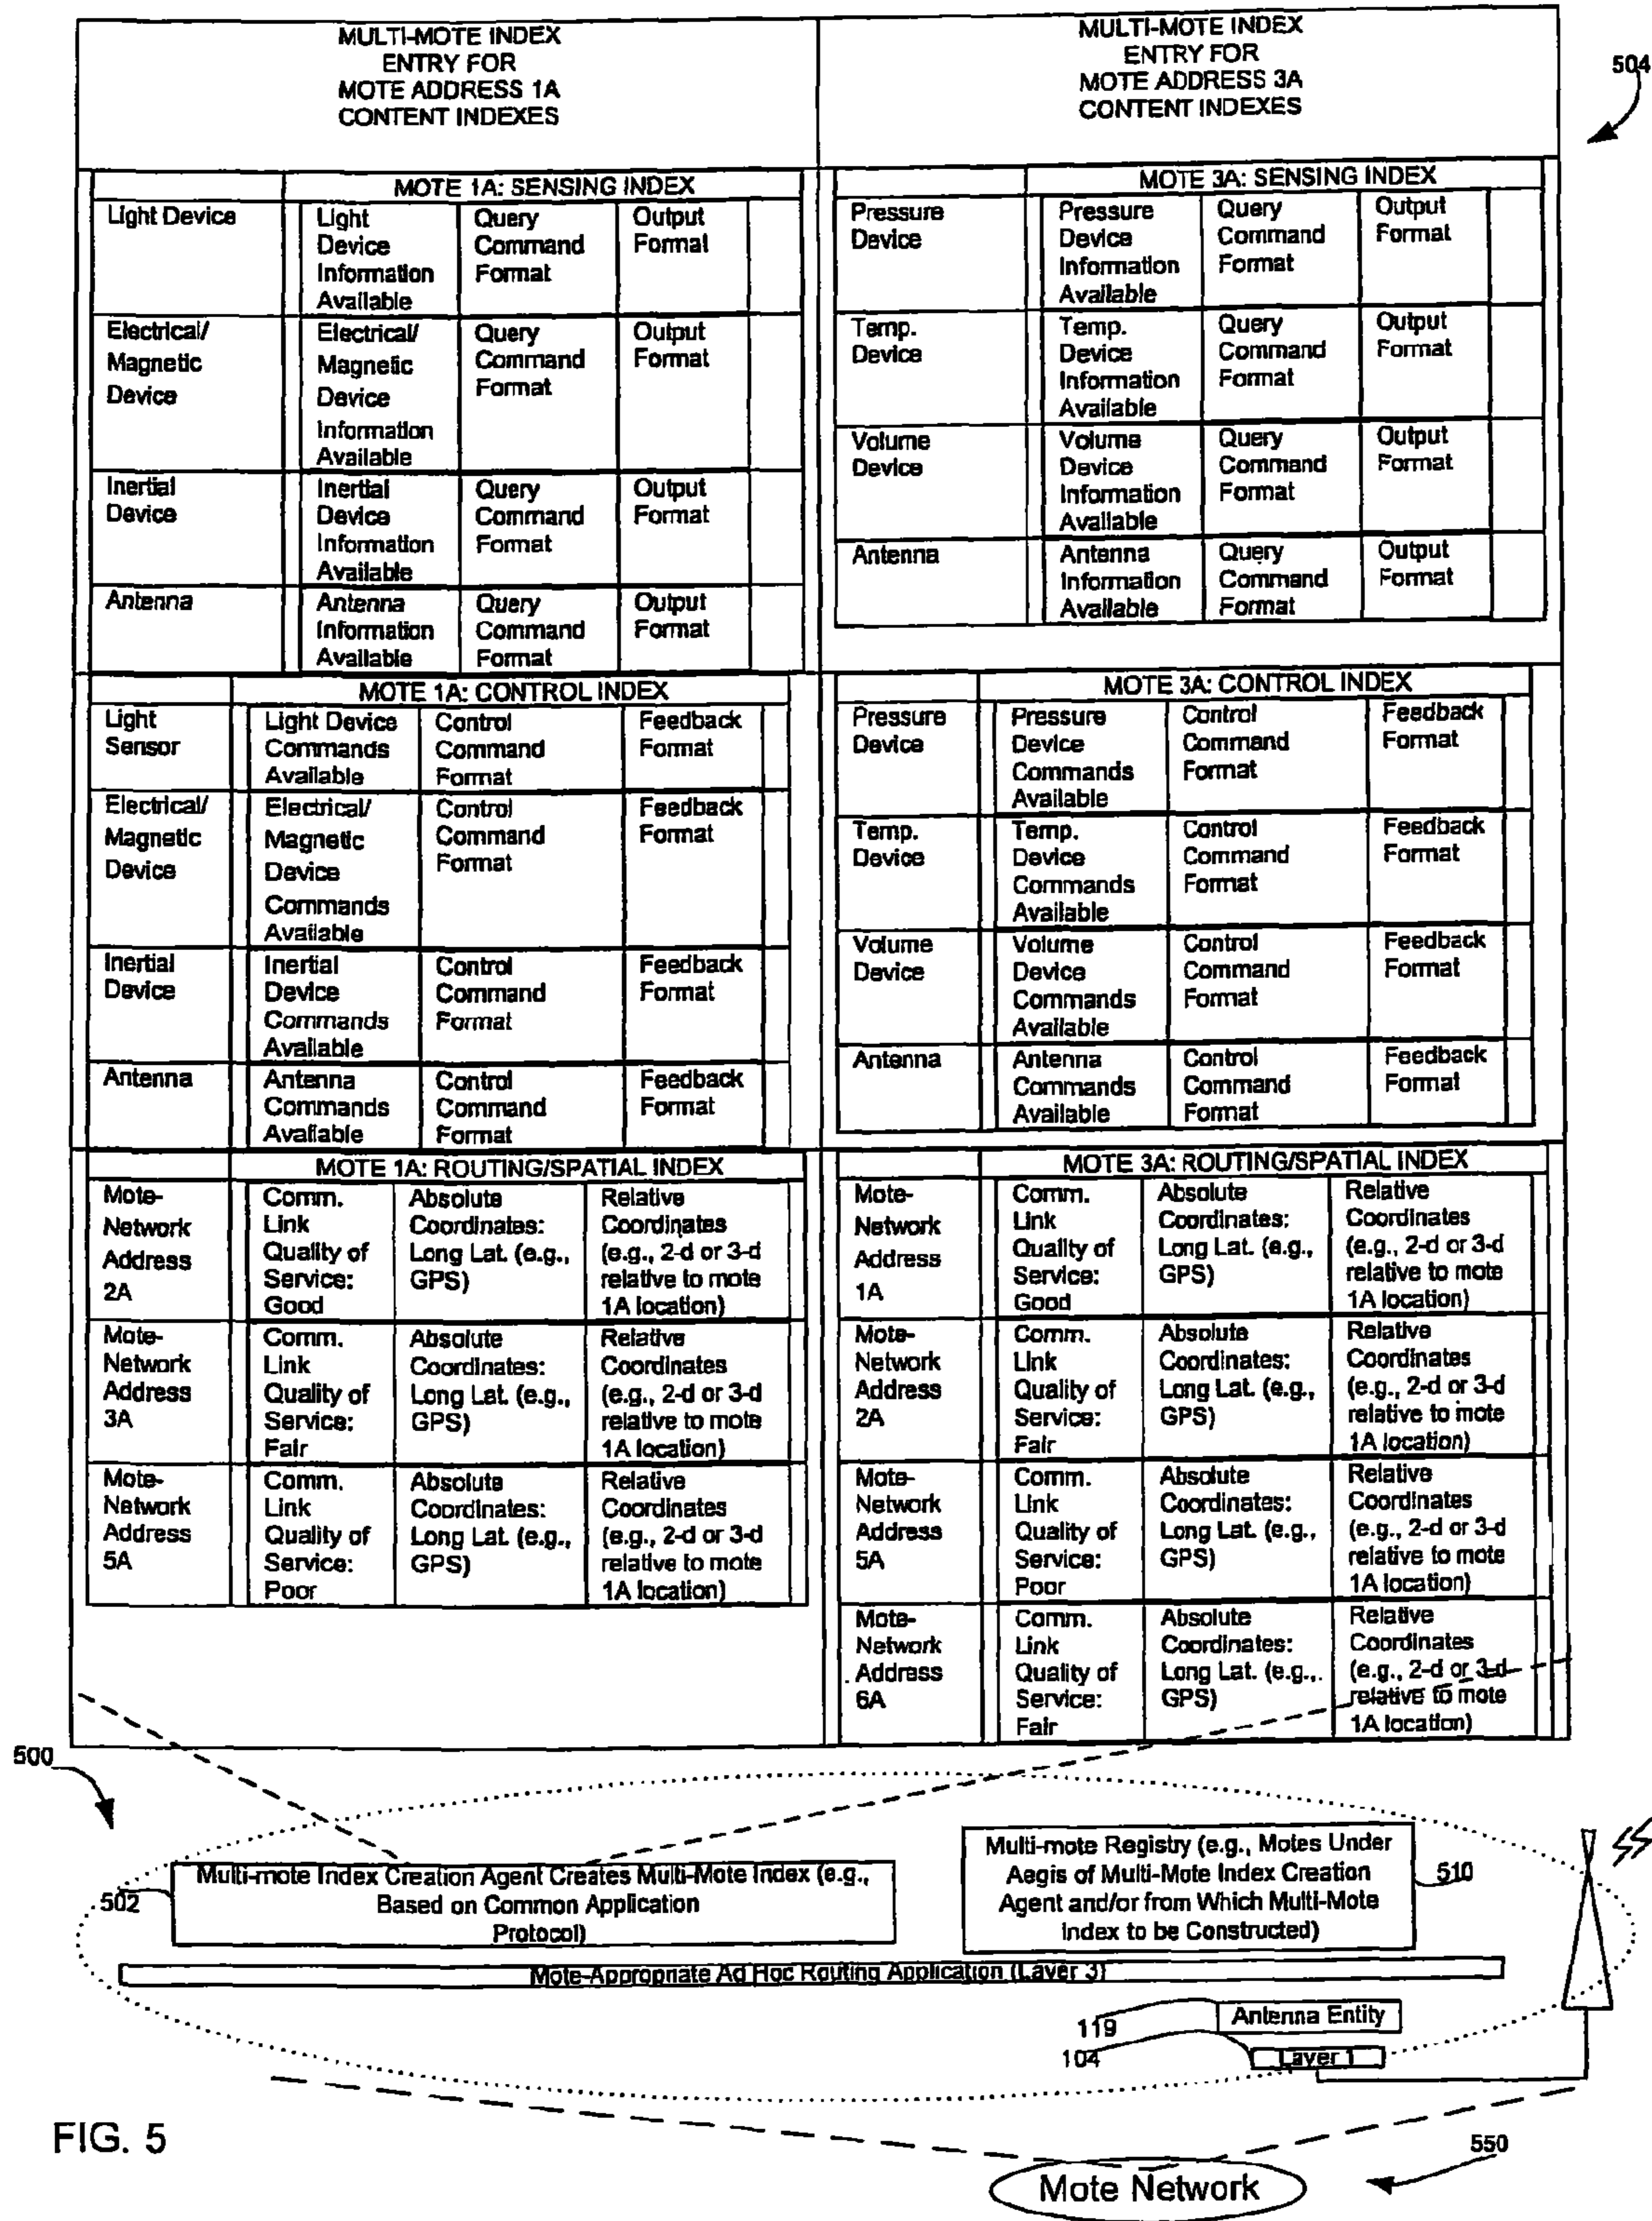 MULTI-MOTE INDEX
ENTRY FOR
MOTE ADDRESS 1A
CONTENT INDEXES
MULTI-MOTE INDEX
ENTRY FOR
MOTE ADDRESS 3A
CONTENT INDEXES
504
MOTE 1A: SENSING INDEX
Light Device
Light
Device
Information
Available
Query
Command
Format
Output
Format
Electrical/
Magnetic
Device
Electrical/
Magnetic
Device
Information
Available
Query
Command
Format
Output
Format
Inertial
Device
Inertial
Device
Information
Available
Query
Command
Format
Output
Format
Antenna
Antenna
Information
Available
Query
Command
Format
Output
Format
MOTE 3A: SENSING INDEX
Pressure
Device
Pressure
Device
Information
Available
Query
Command
Format
Output
Format
Temp.
Device
Temp.
Device
Information
Available
Query
Command
Format
Output
Format
Volume
Device
Volume
Device
Information
Available
Query
Command
Format
Output
Format
Antenna
Antenna
Information
Available
Query
Command
Format
Output
Format
MOTE 1A: CONTROL INDEX
Light
Sensor
Light Device
Commands
Available
Control
Command
Format
Feedback
Format
Electrical/
Magnetic
Device
Electrical/
Magnetic
Device
Commands
Available
Control
Command
Format
Feedback
Format
Inertial
Device
Inertial
Device
Commands
Available
Control
Command
Format
Feedback
Format
Antenna
Antenna
Commands
Available
Control
Command
Format
Feedback
Format
MOTE 3A: CONTROL INDEX
Pressure
Device
Pressure
Device
Commands
Available
Control
Command
Format
Feedback
Format
Temp.
Device
Temp.
Device
Commands
Available
Control
Command
Format
Feedback
Format
Volume
Device
Volume
Device
Commands
Available
Control
Command
Format
Feedback
Format
Antenna
Antenna
Commands
Available
Control
Command
Format
Feedback
Format
MOTE 1A: ROUTING/SPATIAL INDEX
Mote-
Network
Address
2A
Comm.
Link
Quality of
Service:
Good
Absolute
Coordinates:
Long Lat. (e.g.,
GPS)
Relative
Coordinates
(e.g., 2-d or 3-d
relative to mote
1A location)
Mote-
Network
Address
3A
Comm.
Link
Quality of
Service:
Fair
Absolute
Coordinates:
Long Lat. (e.g.,
GPS)
Relative
Coordinates
(e.g., 2-d or 3-d
relative to mote
1A location)
Mote-
Network
Address
5A
Comm.
Link
Quality of
Service:
Poor
Absolute
Coordinates:
Long Lat. (e.g.,
GPS)
Relative
Coordinates
(e.g., 2-d or 3-d
relative to mote
1A location)
MOTE 3A: ROUTING/SPATIAL INDEX
Mote-
Network
Address
1A
Comm.
Link
Quality of
Service:
Good
Absolute
Coordinates:
Long Lat. (e.g.,
GPS)
Relative
Coordinates
(e.g., 2-d or 3-d
relative to mote
1A location)
Mote-
Network
Address
2A
Comm.
Link
Quality of
Service:
Fair
Absolute
Coordinates:
Long Lat. (e.g.,
GPS)
Relative
Coordinates
(e.g., 2-d or 3-d
relative to mote
1A location)
Mote-
Network
Address
5A
Comm.
Link
Quality of
Service:
Poor
Absolute
Coordinates:
Long Lat. (e.g.,
GPS)
Relative
Coordinates
(e.g., 2-d or 3-d
relative to mote
1A location)
Mote-
Network
Address
6A
Comm.
Link
Quality of
Service:
Fair
Absolute
Coordinates:
Long Lat. (e.g.,
GPS)
Relative
Coordinates
(e.g., 2-d or 3-d
relative to mote
1A location)
500
502
Multi-mote Index Creation Agent Creates Multi-Mote Index (e.g.,
Based on Common Application
Protocol)
Multi-mote Registry (e.g., Motes Under
Aegis of Multi-Mote Index Creation
Agent and/or from Which Multi-Mote
Index to be Constructed)
510
Mote-Appropriate Ad Hoc Routing Application (Layer 3)
119
Antenna Entity
104
Layer 1
FIG. 5
550
Mote Network